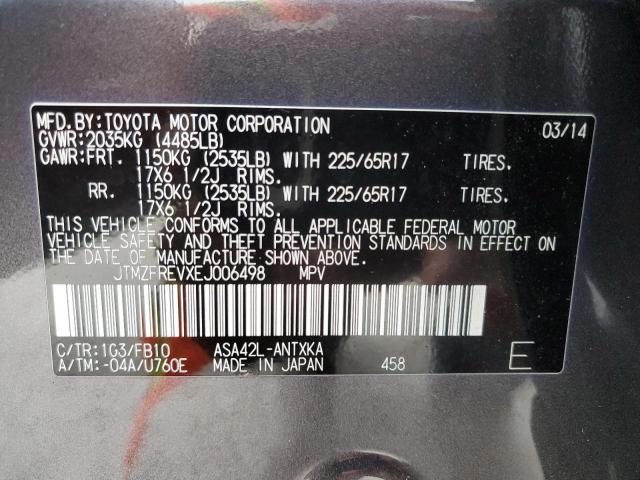 MFD.BY:TOYOTA MOTOR CORPORATION 03/14
GVWR:2035KG (4485LB)
GAWR:FRT. 1150KG (2535LB) WITH 225/65R17 TIRES.
17X6 1/2J RIMS.
RR. 1150KG (2535LB) WITH 225/65R17 TIRES.
17X6 1/2J RIMS.
THIS VEHICLE CONFORMS TO ALL APPLICABLE FEDERAL MOTOR
VEHICLE SAFETY AND THEFT PREVENTION STANDARDS IN EFFECT ON
THE DATE OF MANUFACTURE SHOWN ABOVE.
JTMZFREVXEJ006498 MPV
C/TR:1G3/FB10 ASA42L-ANTXKA
A/TM:-04A/U760E MADE IN JAPAN 458 E